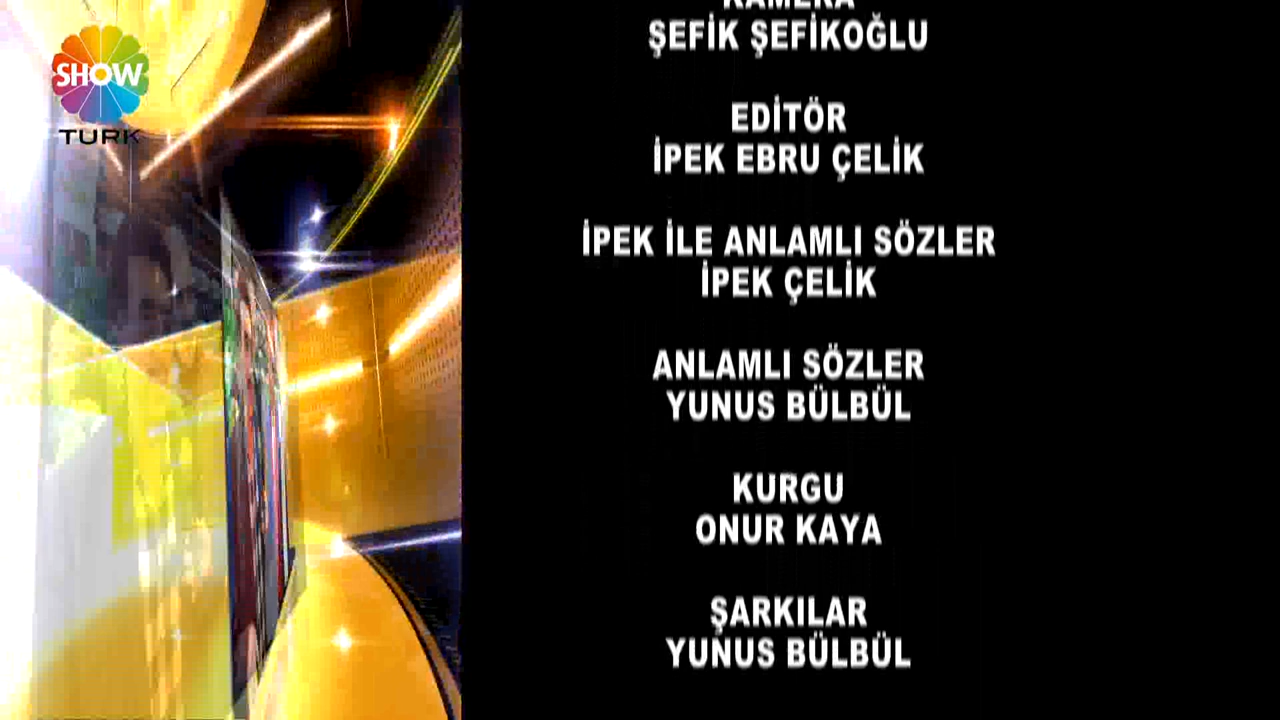 SHOW
TURK
KAMERA
ŞEFİK ŞEFİKOĞLU
EDİTÖR
İPEK EBRU ÇELİK
İPEK İLE ANLAMLI SÖZLER
İPEK ÇELİK
ANLAMLI SÖZLER
YUNUS BÜLBÜL
KURGU
ONUR KAYA
ŞARKILAR
YUNUS BÜLBÜL